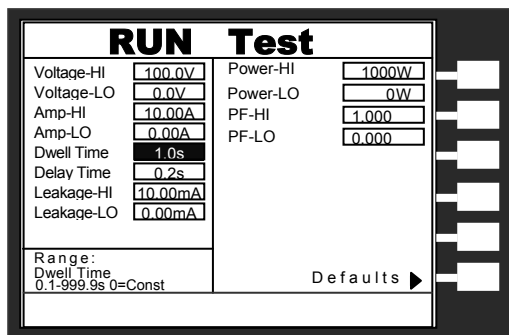 RUN Test
Voltage-HI 100.0V
Voltage-LO 0.0V
Amp-HI 10.00A
Amp-LO 0.00A
Dwell Time 1.0s
Delay Time 0.2s
Leakage-HI 10.00mA
Leakage-LO 0.00mA
Power-HI 1000W
Power-LO 0W
PF-HI 1.000
PF-LO 0.000
Range:
Dwell Time
0.1-999.9s 0=Const
Defaults